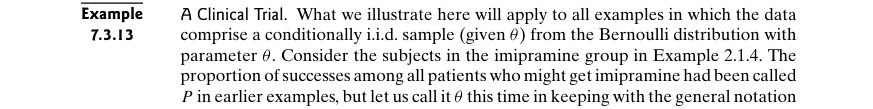 Example
7.3.13
A Clinical Trial. What we illustrate here will apply to all examples in which the data
comprise a conditionally i.i.d. sample (given θ) from the Bernoulli distribution with
parameter θ. Consider the subjects in the imipramine group in Example 2.1.4. The
proportion of successes among all patients who might get imipramine had been called
P in earlier examples, but let us call it θ this time in keeping with the general notation